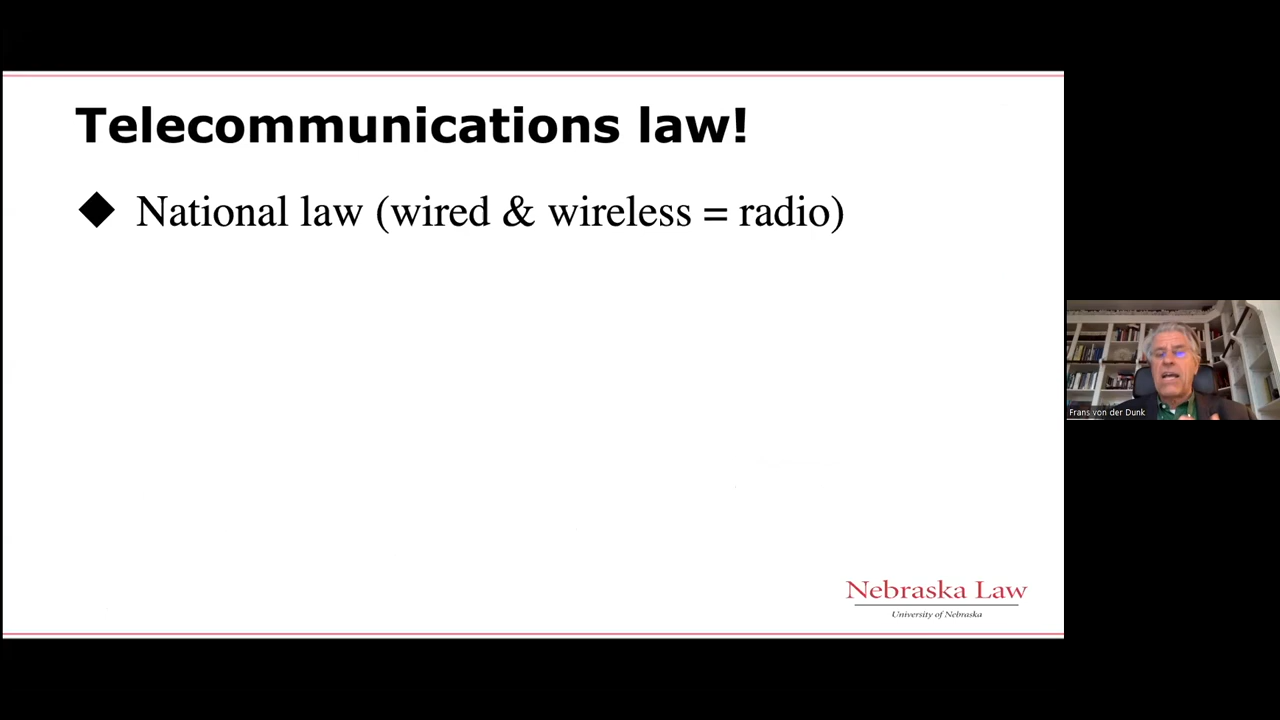 Telecommunications law!
◆ National law (wired & wireless = radio)
Frans von der Dunk
Nebraska Law
University of Nebraska